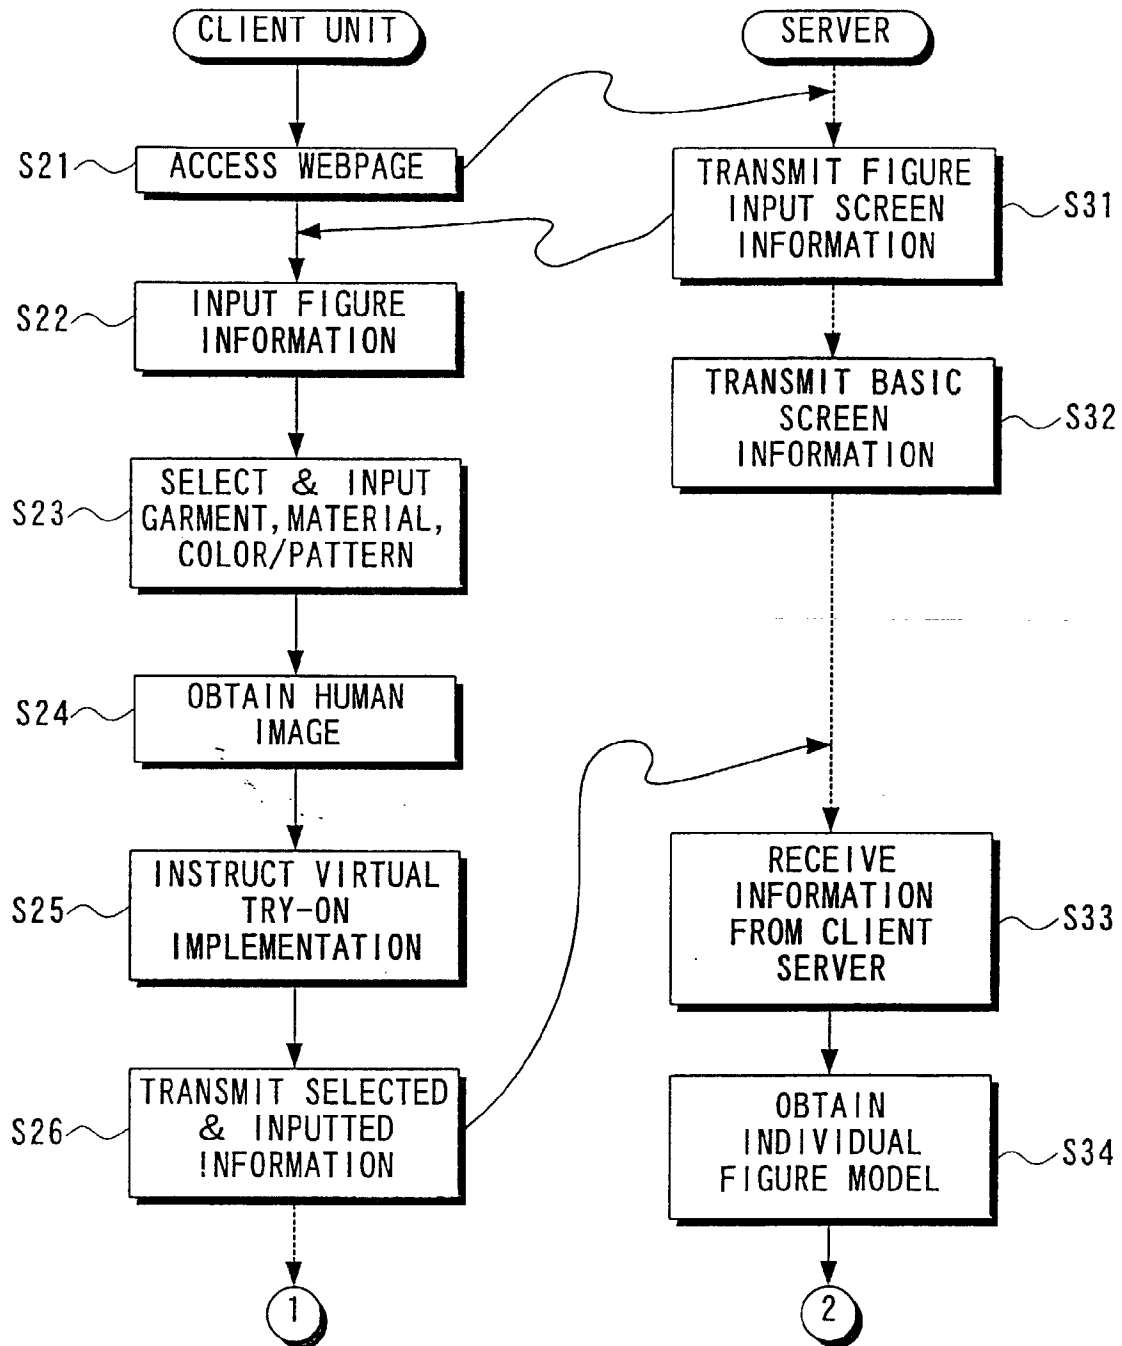 CLIENT UNIT
SERVER
S21
ACCESS WEBPAGE
TRANSMIT FIGURE
INPUT SCREEN
INFORMATION
S31
S22
INPUT FIGURE
INFORMATION
TRANSMIT BASIC
SCREEN
INFORMATION
S32
S23
SELECT & INPUT
GARMENT, MATERIAL,
COLOR/PATTERN
S24
OBTAIN HUMAN
IMAGE
S25
INSTRUCT VIRTUAL
TRY-ON
IMPLEMENTATION
RECEIVE
INFORMATION
FROM CLIENT
SERVER
S33
S26
TRANSMIT SELECTED
& INPUTTED
INFORMATION
OBTAIN
INDIVIDUAL
FIGURE MODEL
S34
1
2